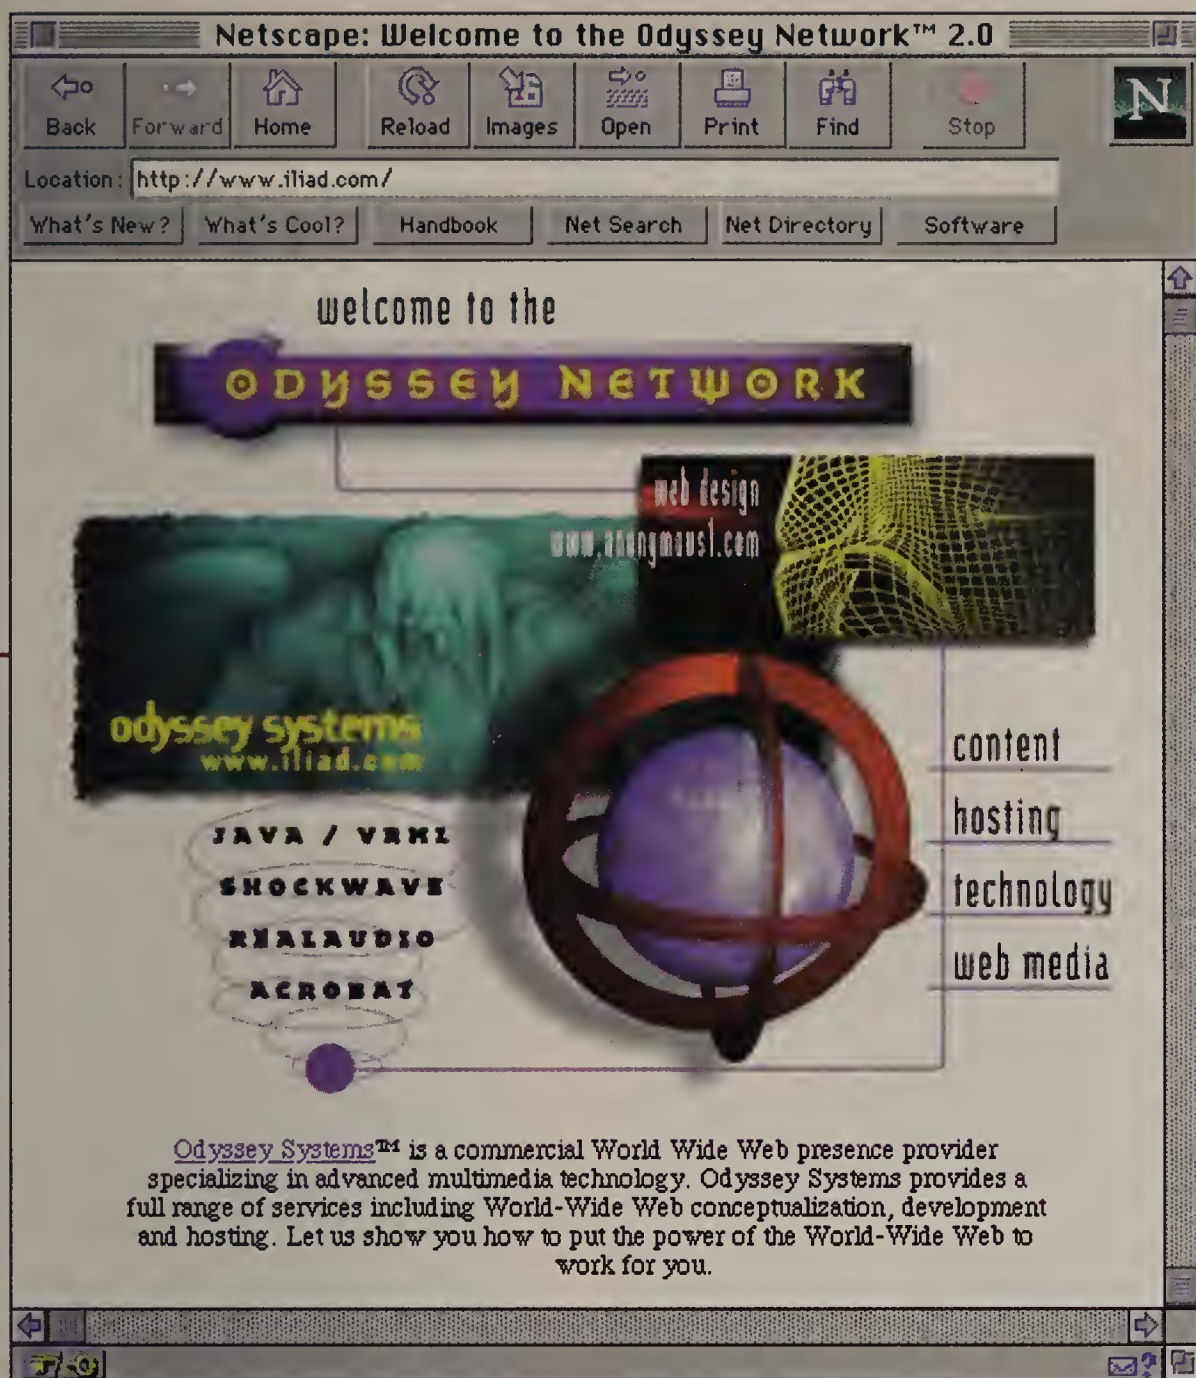 Netscape: Welcome to the Odyssey Network™ 2.0
Back Forward Home Reload Images Open Print Find Stop
N
Location: http://www.iliad.com/
What's New? What's Cool? Handbook Net Search Net Directory Software
welcome to the
ODYSSEY NETWORK
web design
www.anonymous1.com
odyssey systems
www.iliad.com
content
hosting
technology
web media
JAVA / VRML
SHOCKWAVE
REALAUDIO
ACROBAT
Odyssey Systems™ is a commercial World Wide Web presence provider
specializing in advanced multimedia technology. Odyssey Systems provides a
full range of services including World-Wide Web conceptualization, development
and hosting. Let us show you how to put the power of the World-Wide Web to
work for you.